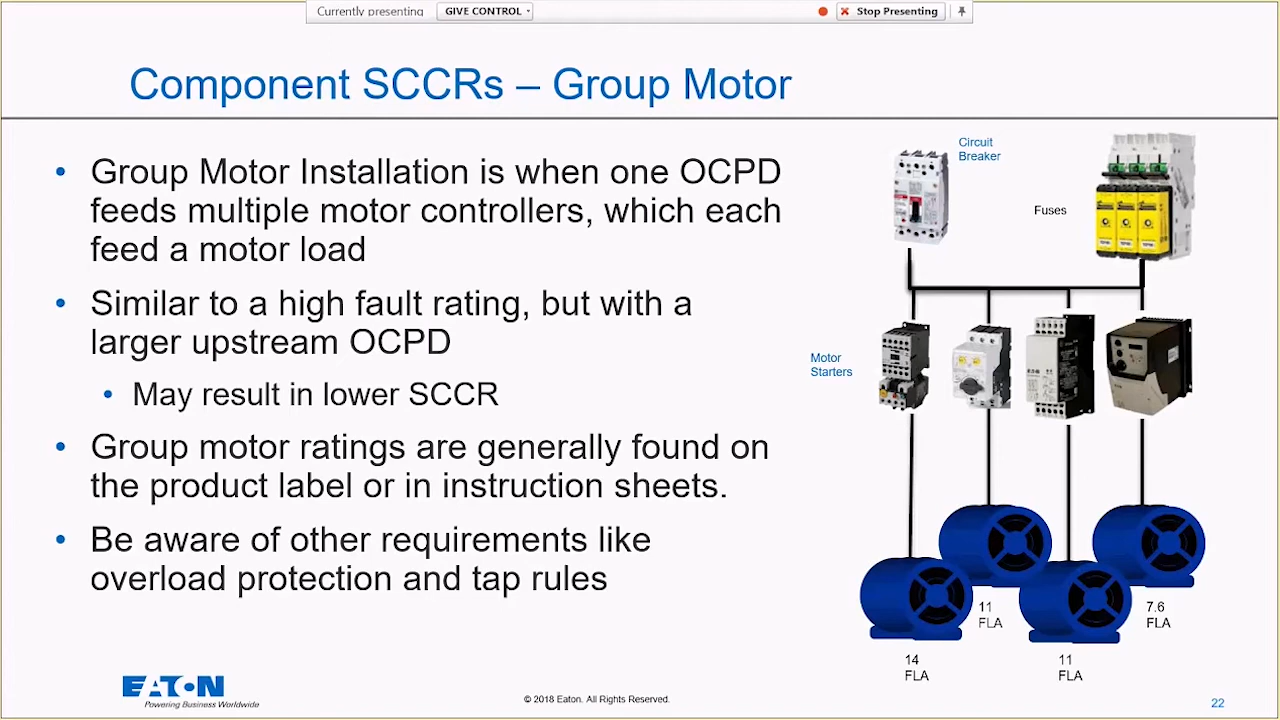 Currently presenting
GIVE CONTROL
Stop Presenting
Component SCCRs – Group Motor
• Group Motor Installation is when one OCPD
feeds multiple motor controllers, which each
feed a motor load
• Similar to a high fault rating, but with a
larger upstream OCPD
• May result in lower SCCR
• Group motor ratings are generally found on
the product label or in instruction sheets.
• Be aware of other requirements like
overload protection and tap rules
Circuit
Breaker
Fuses
Motor
Starters
11
FLA
7.6
FLA
14
FLA
11
FLA
EATON
Powering Business Worldwide
© 2018 Eaton. All Rights Reserved.
22